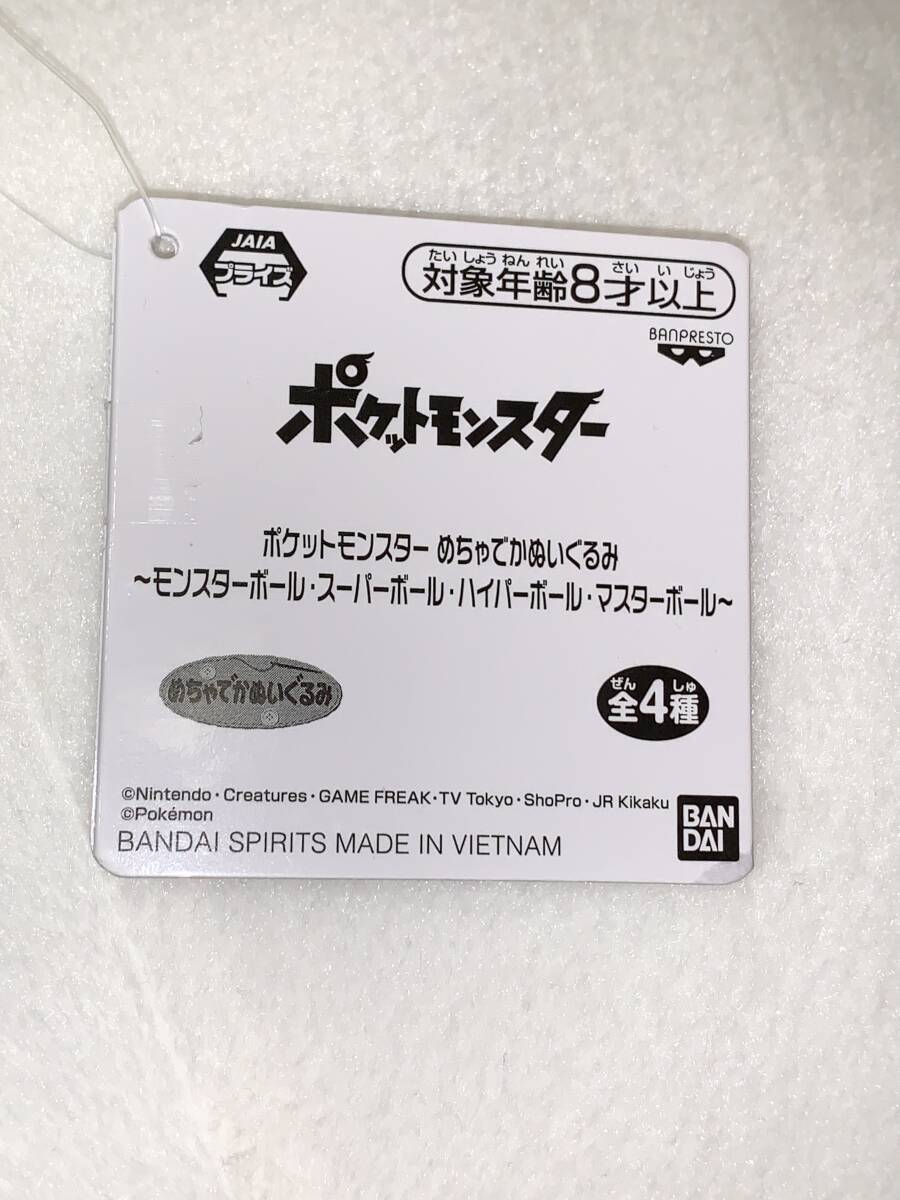 JAIA
プライズ
たいしょうねんれい さい いじょう
対象年齢8才以上
BANPRESTO
ポケットモンスター
ポケットモンスター めちゃでかぬいぐるみ
~モンスターボール・スーパーボール・ハイパーボール・マスターボール~
めちゃでかぬいぐるみ
ぜん しゅ
全4種
©Nintendo・Creatures・GAME FREAK・TV Tokyo・ShoPro・JR Kikaku
©Pokémon
BANDAI SPIRITS MADE IN VIETNAM
BAN
DAI